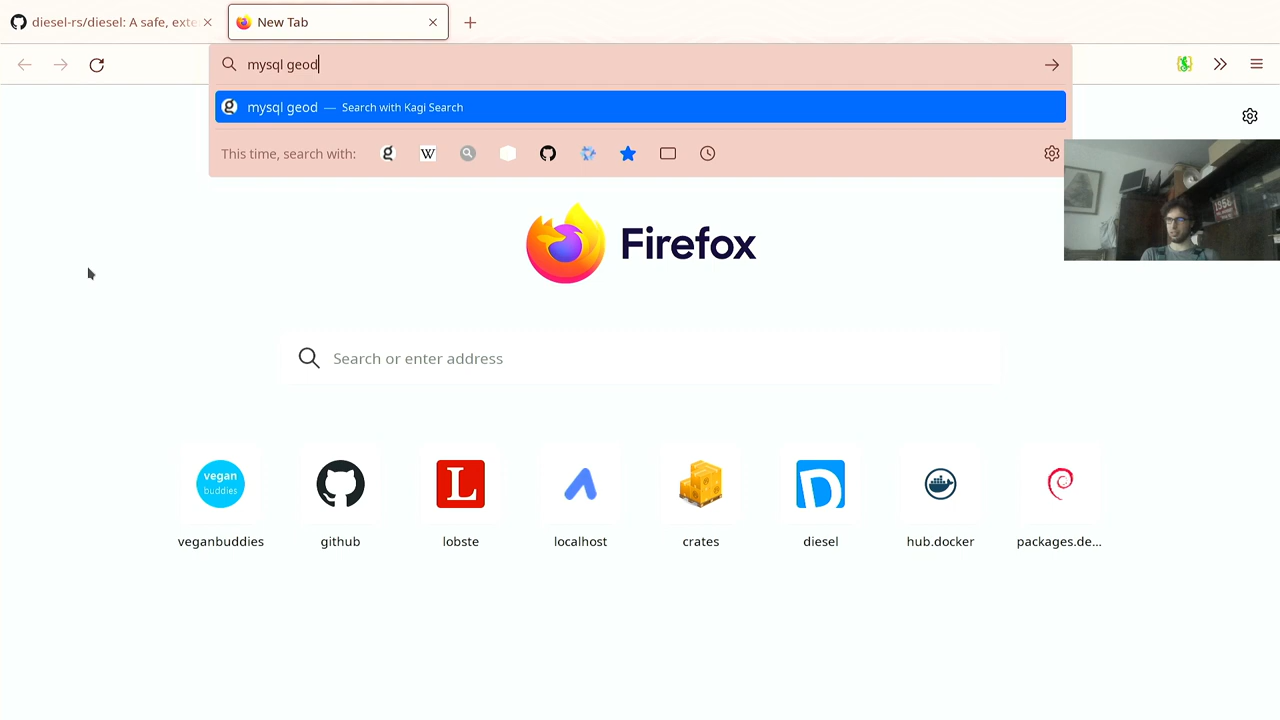 diesel-rs/diesel: A safe, exte
New Tab
mysql geod
mysql geod — Search with Kagi Search
This time, search with:
Firefox
Search or enter address
vegan
buddies
veganbuddies
github
lobste
localhost
crates
diesel
hub.docker
packages.de...